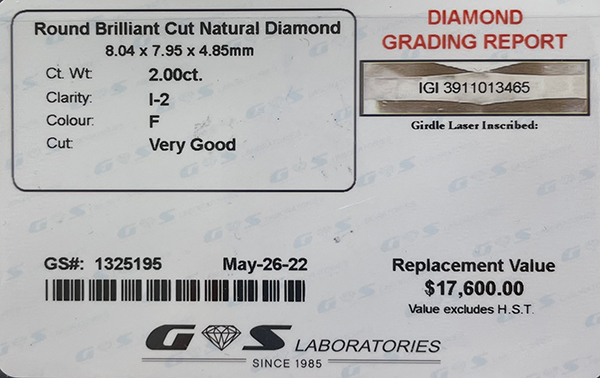 Round Brilliant Cut Natural Diamond
8.04 x 7.95 x 4.85mm
Ct. Wt: 2.00ct.
Clarity: I-2
Colour: F
Cut: Very Good
DIAMOND
GRADING REPORT
IGI 3911013465
Girdle Laser Inscribed:
GS#: 1325195 May-26-22
Replacement Value
$17,600.00
Value excludes H.S.T.
G S LABORATORIES
SINCE 1985